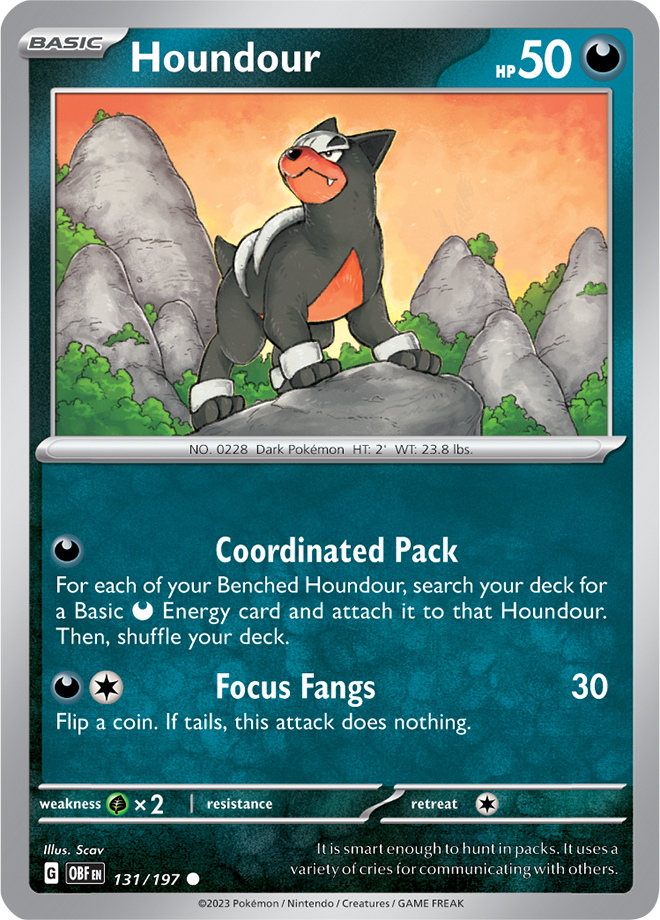 BASIC Houndour HP 50
NO. 0228 Dark Pokémon HT: 2' WT: 23.8 lbs.
Coordinated Pack
For each of your Benched Houndour, search your deck for
a Basic Energy card and attach it to that Houndour.
Then, shuffle your deck.
Focus Fangs 30
Flip a coin. If tails, this attack does nothing.
weakness ×2 resistance retreat
Illus. Scav
It is smart enough to hunt in packs. It uses a
variety of cries for communicating with others.
G OBF EN 131/197
©2023 Pokémon / Nintendo / Creatures / GAME FREAK